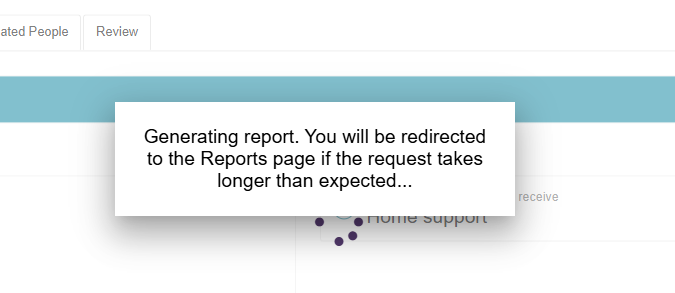 ated People
Review
Generating report. You will be redirected
to the Reports page if the request takes
longer than expected...
receive
Home support